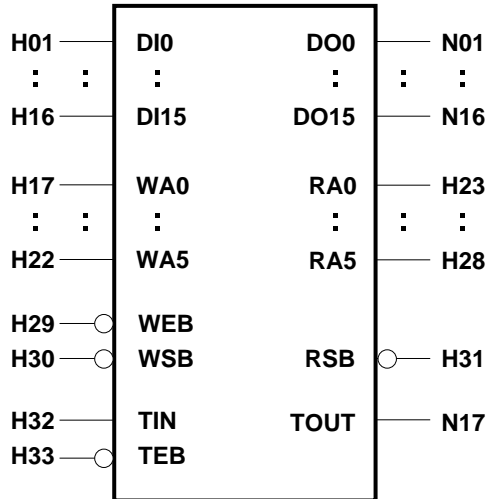 H01 DI0 DO0 N01
: : : : : :
H16 DI15 DO15 N16
H17 WA0 RA0 H23
: : : : : :
H22 WA5 RA5 H28
H29 WEB
H30 WSB RSB H31
H32 TIN TOUT N17
H33 TEB